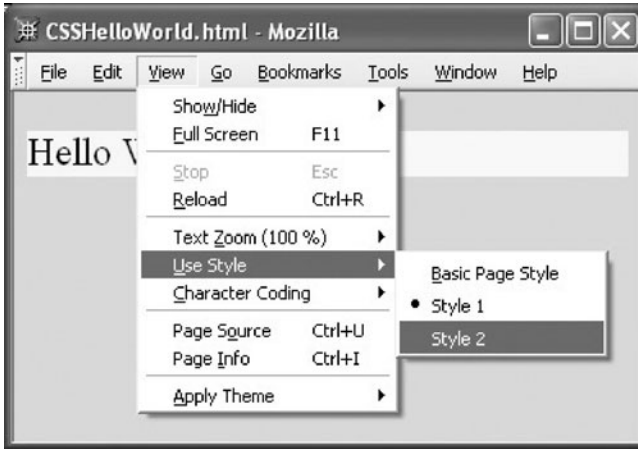 CSSHelloWorld.html - Mozilla
File Edit View Go Bookmarks Tools Window Help
Show/Hide
Full Screen F11
Hello
Stop Esc
Reload Ctrl+R
Text Zoom (100 %)
Use Style
Character Coding
Page Source Ctrl+U
Page Info Ctrl+I
Apply Theme
Basic Page Style
Style 1
Style 2